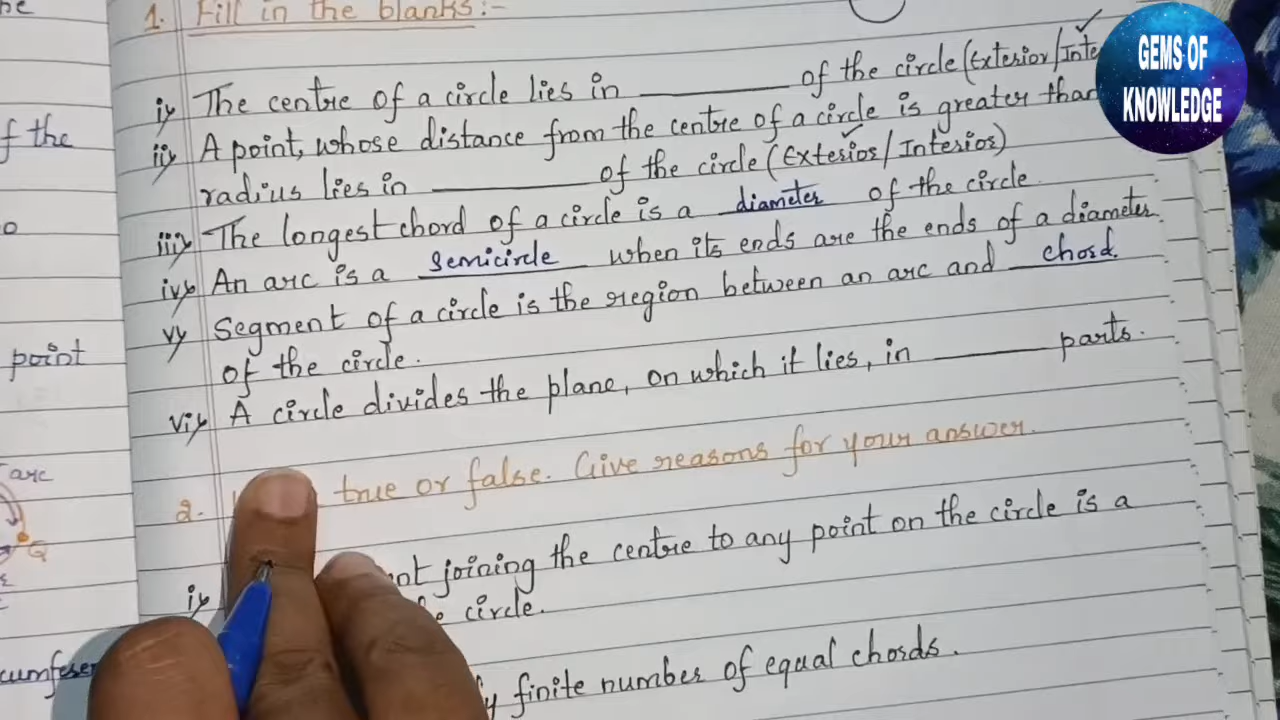 he
1. Fill in the blanks:-
i) The centre of a circle lies in ________ of the circle (Exterior/Inte
f the
ii) A point, whose distance from the centre of a circle is greater than
radius lies in ________ of the circle (Exterior/Interior)
o
iii) The longest chord of a circle is a diameter of the circle.
iv) An arc is a semicircle when its ends are the ends of a diameter
v) Segment of a circle is the region between an arc and chord.
of the circle.
point
vi) A circle divides the plane, on which it lies, in ________ parts.
arc
2. true or false. Give reasons for your answer.
Q
i) joining the centre to any point on the circle is a
circle.
finite number of equal chords.
GEMS OF
KNOWLEDGE